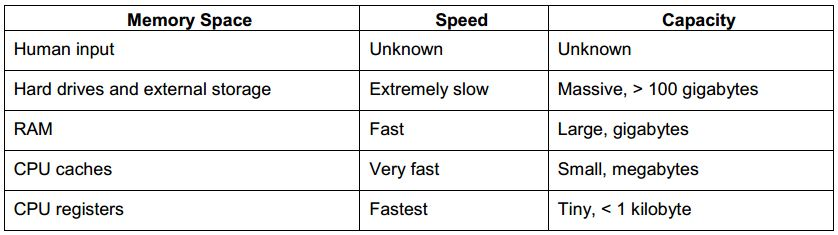 Memory Space Speed Capacity
Human input Unknown Unknown
Hard drives and external storage Extremely slow Massive, > 100 gigabytes
RAM Fast Large, gigabytes
CPU caches Very fast Small, megabytes
CPU registers Fastest Tiny, < 1 kilobyte